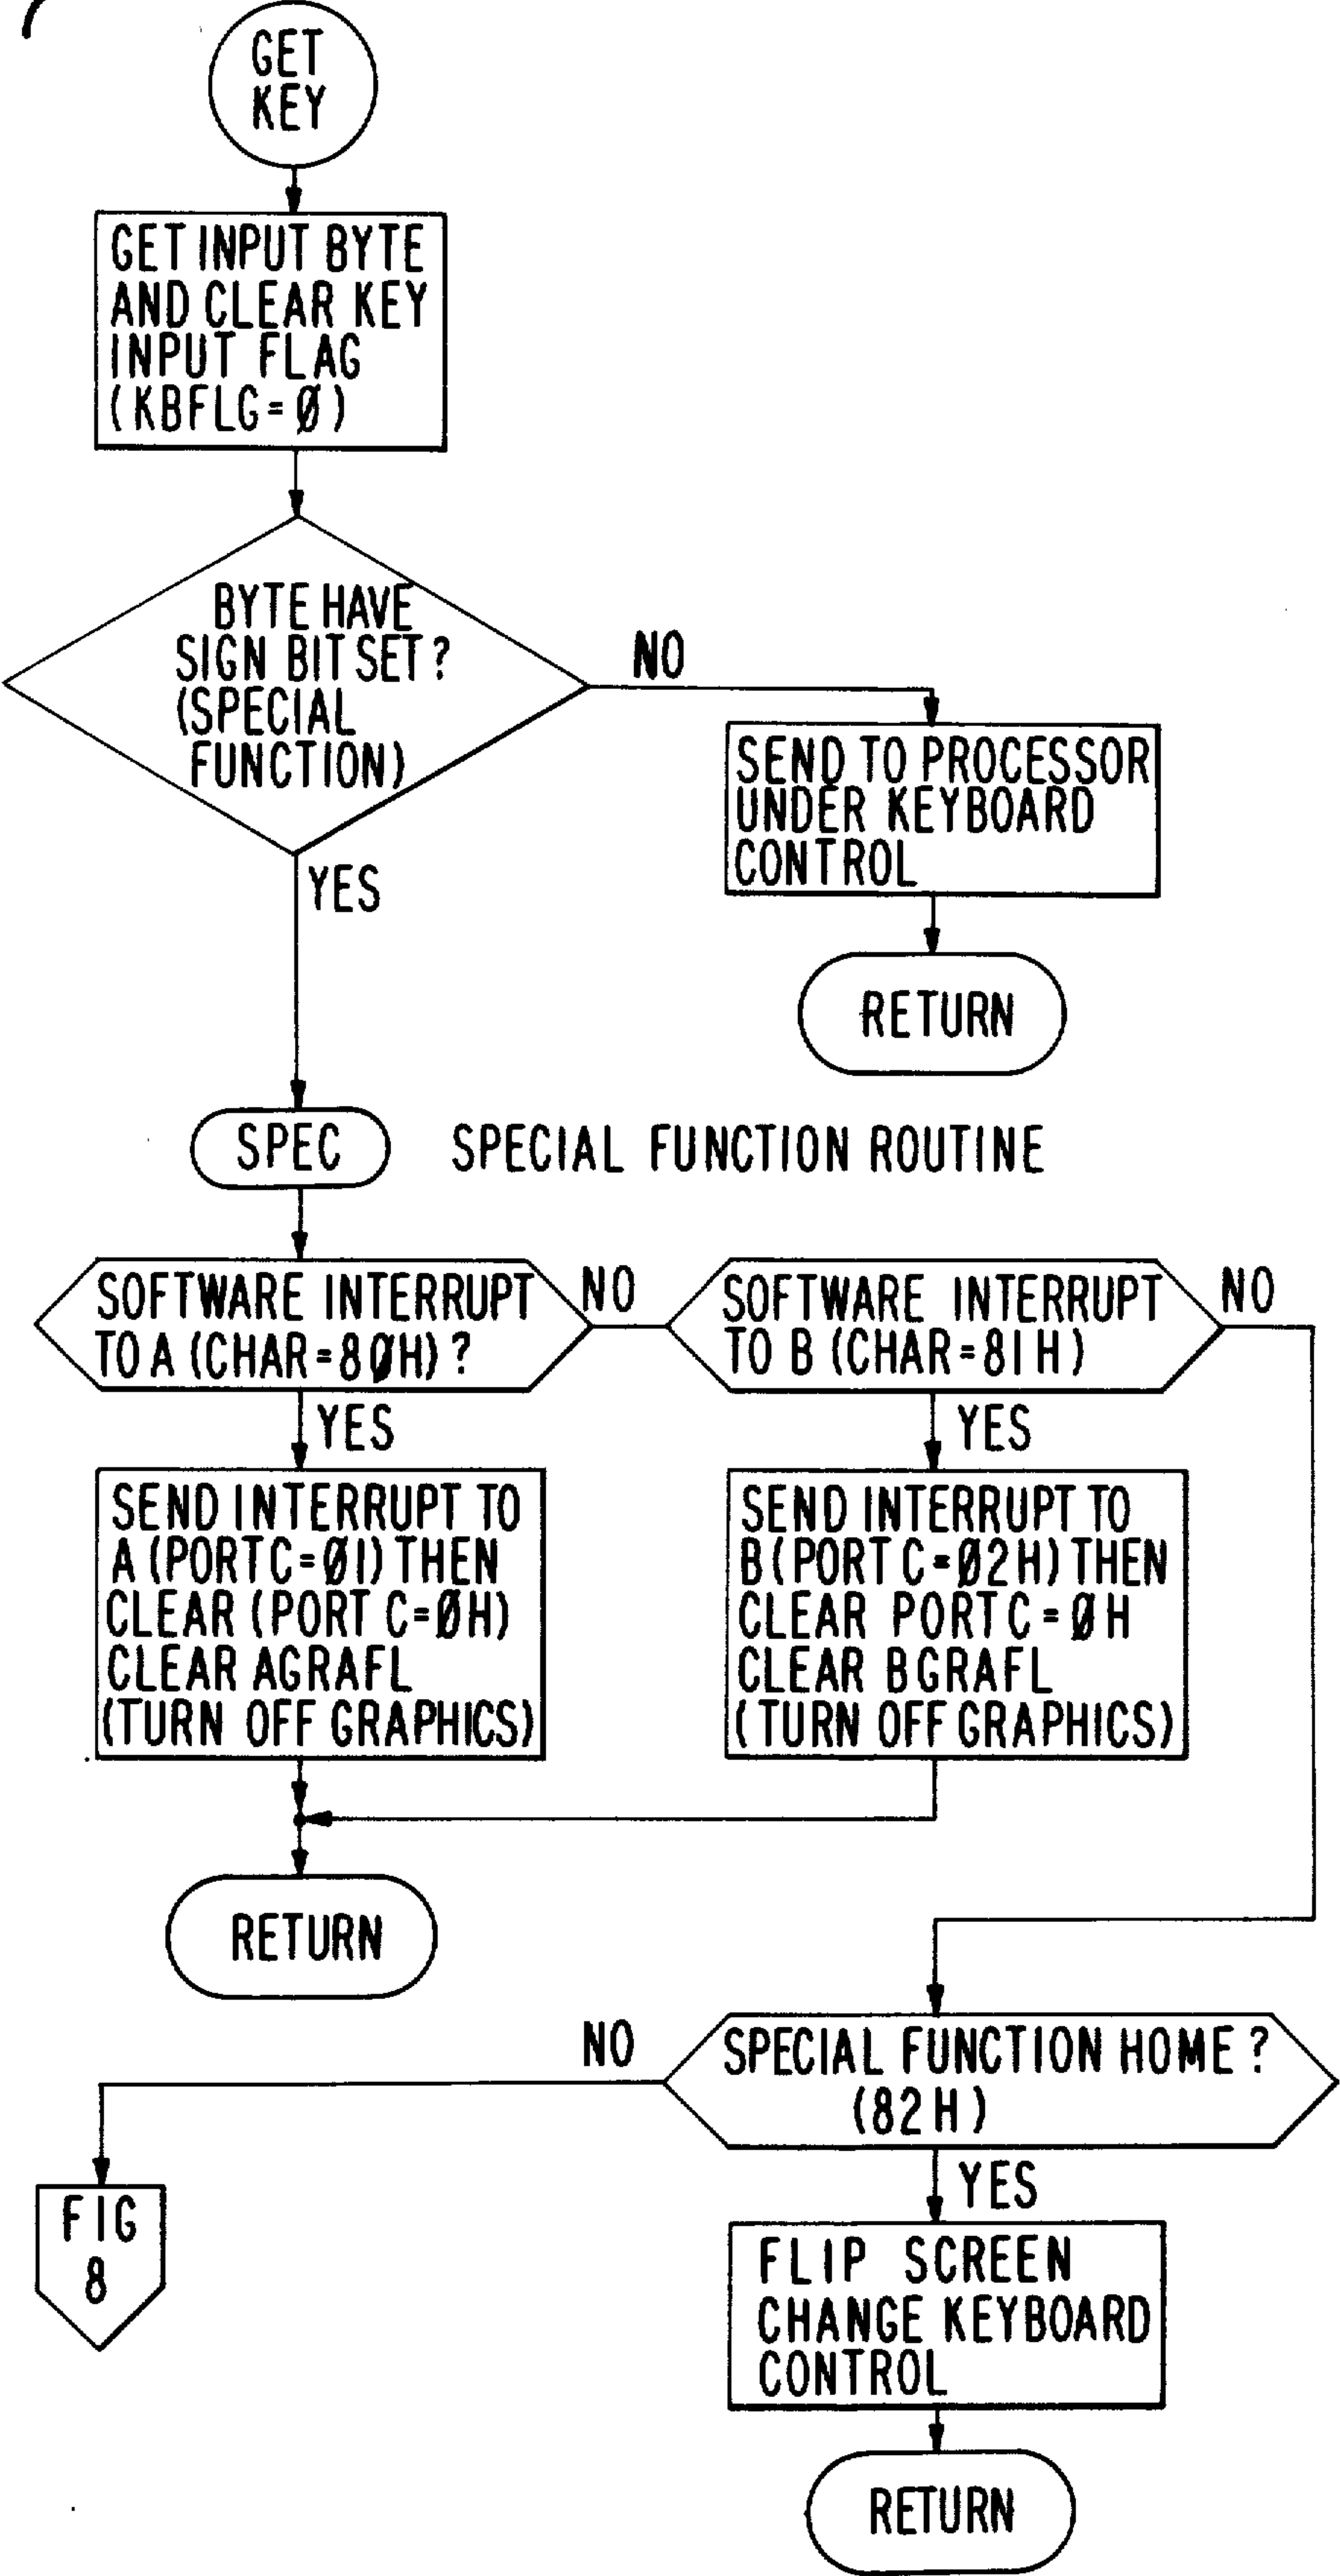 GET
KEY
GET INPUT BYTE
AND CLEAR KEY
INPUT FLAG
(KBFLG=Ø)
BYTE HAVE
SIGN BIT SET?
(SPECIAL
FUNCTION)
NO
SEND TO PROCESSOR
UNDER KEYBOARD
CONTROL
YES
RETURN
SPEC
SPECIAL FUNCTION ROUTINE
SOFTWARE INTERRUPT
TO A (CHAR=8ØH)?
NO
SOFTWARE INTERRUPT
TO B (CHAR=81H)
NO
YES
YES
SEND INTERRUPT TO
A (PORT C=Ø1) THEN
CLEAR (PORT C=ØH)
CLEAR AGRAFL
(TURN OFF GRAPHICS)
SEND INTERRUPT TO
B (PORT C=Ø2H) THEN
CLEAR PORT C=ØH
CLEAR BGRAFL
(TURN OFF GRAPHICS)
RETURN
NO
SPECIAL FUNCTION HOME?
(82H)
YES
FIG
8
FLIP SCREEN
CHANGE KEYBOARD
CONTROL
RETURN